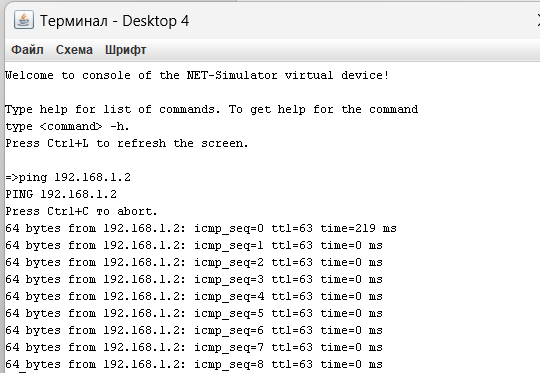 Терминал - Desktop 4
Файл Схема Шрифт
Welcome to console of the NET-Simulator virtual device!
Type help for list of commands. To get help for the command
type <command> -h.
Press Ctrl+L to refresh the screen.
=>ping 192.168.1.2
PING 192.168.1.2
Press Ctrl+C to abort.
64 bytes from 192.168.1.2: icmp_seq=0 ttl=63 time=219 ms
64 bytes from 192.168.1.2: icmp_seq=1 ttl=63 time=0 ms
64 bytes from 192.168.1.2: icmp_seq=2 ttl=63 time=0 ms
64 bytes from 192.168.1.2: icmp_seq=3 ttl=63 time=0 ms
64 bytes from 192.168.1.2: icmp_seq=4 ttl=63 time=0 ms
64 bytes from 192.168.1.2: icmp_seq=5 ttl=63 time=0 ms
64 bytes from 192.168.1.2: icmp_seq=6 ttl=63 time=0 ms
64 bytes from 192.168.1.2: icmp_seq=7 ttl=63 time=0 ms
64 bytes from 192.168.1.2: icmp_seq=8 ttl=63 time=0 ms